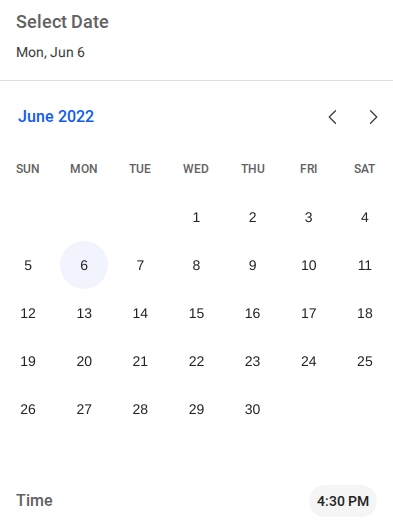 Select Date
Mon, Jun 6
June 2022
SUN MON TUE WED THU FRI SAT
1 2 3 4
5 6 7 8 9 10 11
12 13 14 15 16 17 18
19 20 21 22 23 24 25
26 27 28 29 30
Time 4:30 PM